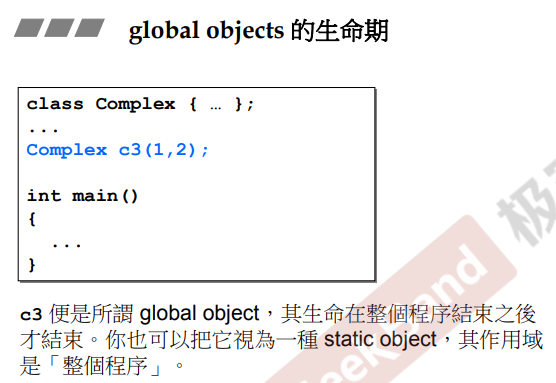 global objects 的生命期
class Complex { … };
...
Complex c3(1,2);
int main()
{
...
}
c3 便是所謂 global object，其生命在整個程序結束之後
才結束。你也可以把它視為一種 static object，其作用域
是「整個程序」。